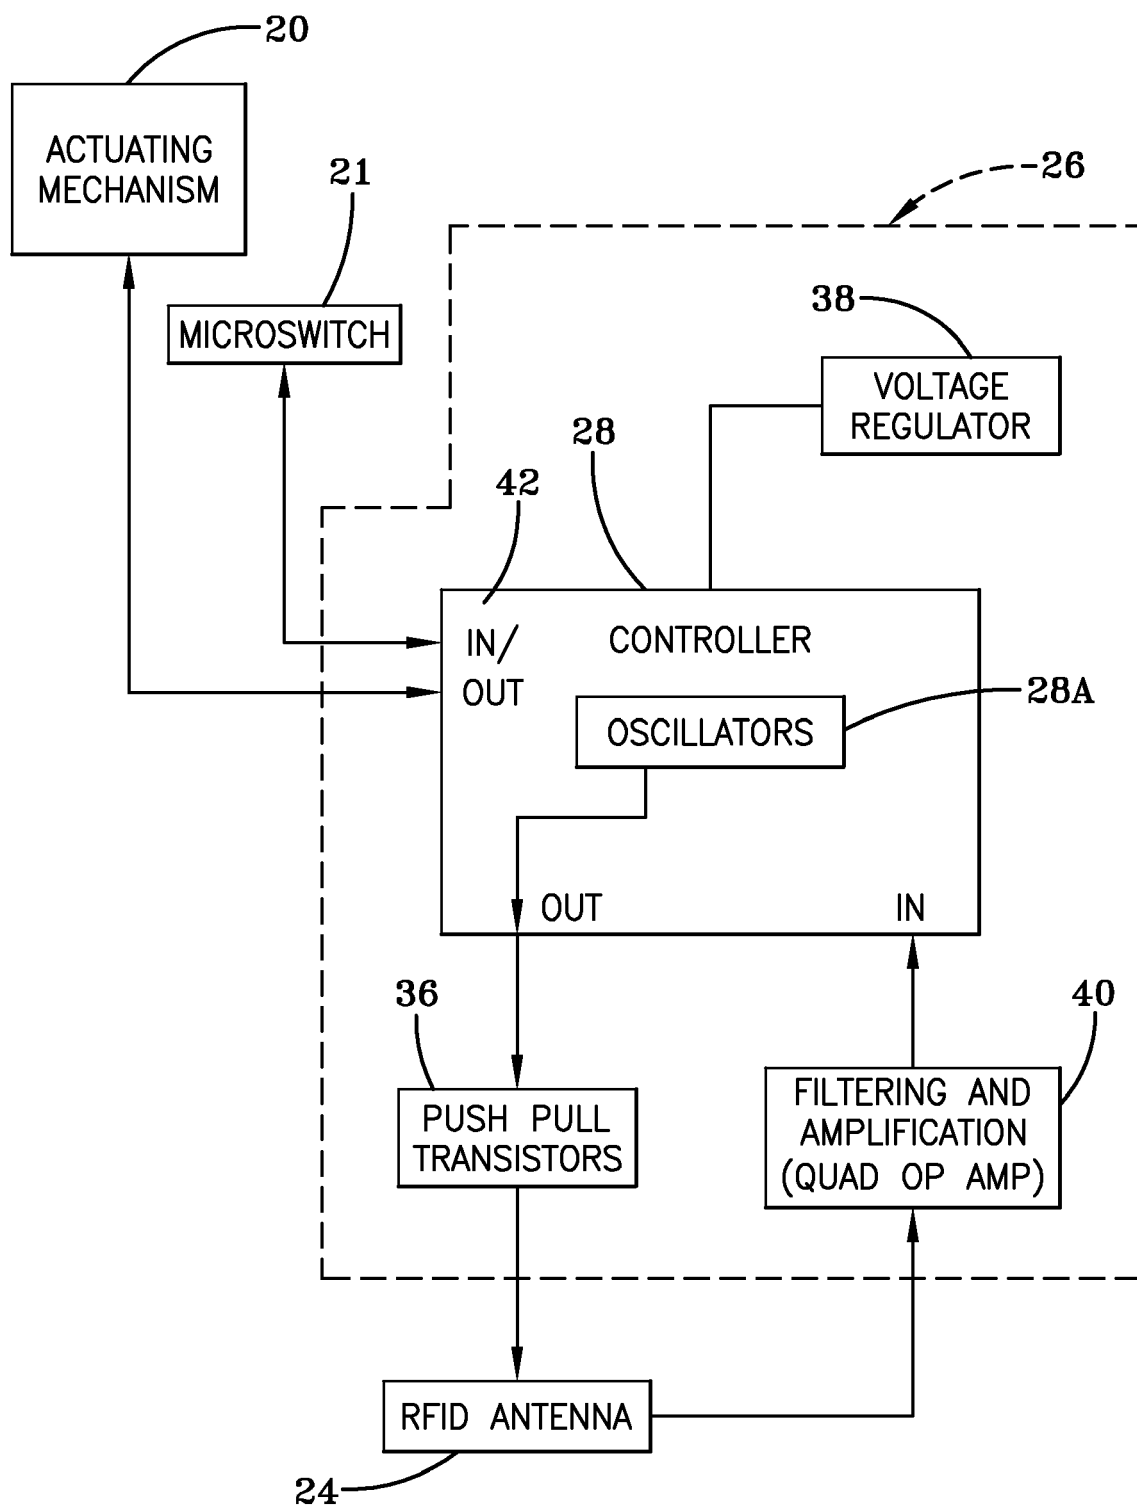 20
ACTUATING
MECHANISM
21
26
MICROSWITCH
38
VOLTAGE
REGULATOR
28
42
IN/
OUT
CONTROLLER
28A
OSCILLATORS
OUT
IN
36
40
PUSH PULL
TRANSISTORS
FILTERING AND
AMPLIFICATION
(QUAD OP AMP)
RFID ANTENNA
24